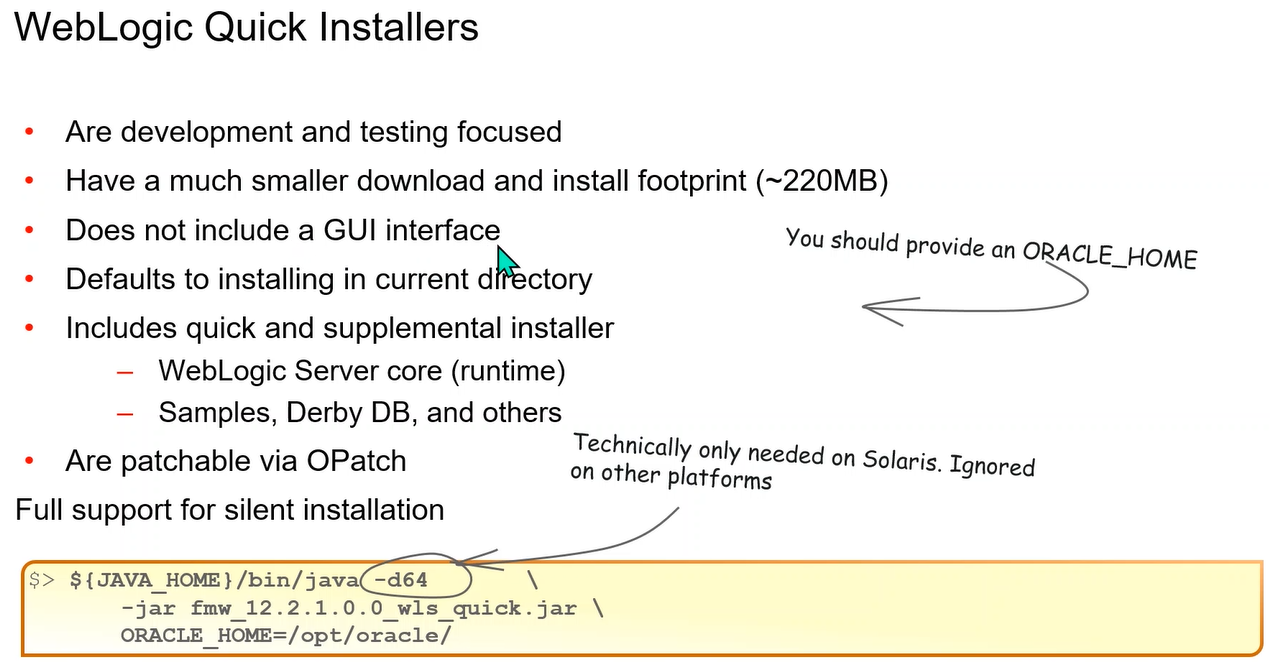 WebLogic Quick Installers
• Are development and testing focused
• Have a much smaller download and install footprint (~220MB)
• Does not include a GUI interface
You should provide an ORACLE_HOME
• Defaults to installing in current directory
• Includes quick and supplemental installer
– WebLogic Server core (runtime)
– Samples, Derby DB, and others
Technically only needed on Solaris. Ignored
on other platforms
• Are patchable via OPatch
Full support for silent installation
$> ${JAVA_HOME}/bin/java -d64 \
-jar fmw_12.2.1.0.0_wls_quick.jar \
ORACLE_HOME=/opt/oracle/